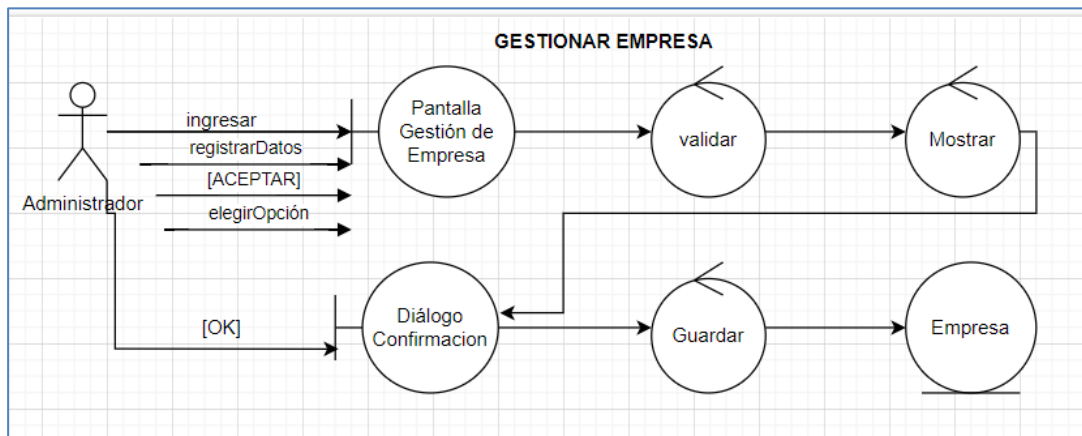 GESTIONAR EMPRESA
ingresar
registrarDatos
[ACEPTAR]
elegirOpción
Administrador
Pantalla
Gestión de
Empresa
validar
Mostrar
[OK]
Diálogo
Confirmacion
Guardar
Empresa